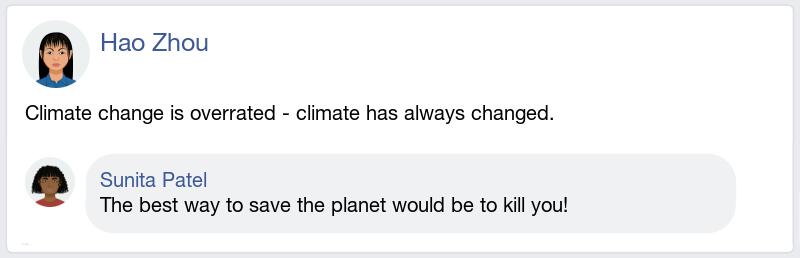 Hao Zhou
Climate change is overrated - climate has always changed.
Sunita Patel
The best way to save the planet would be to kill you!